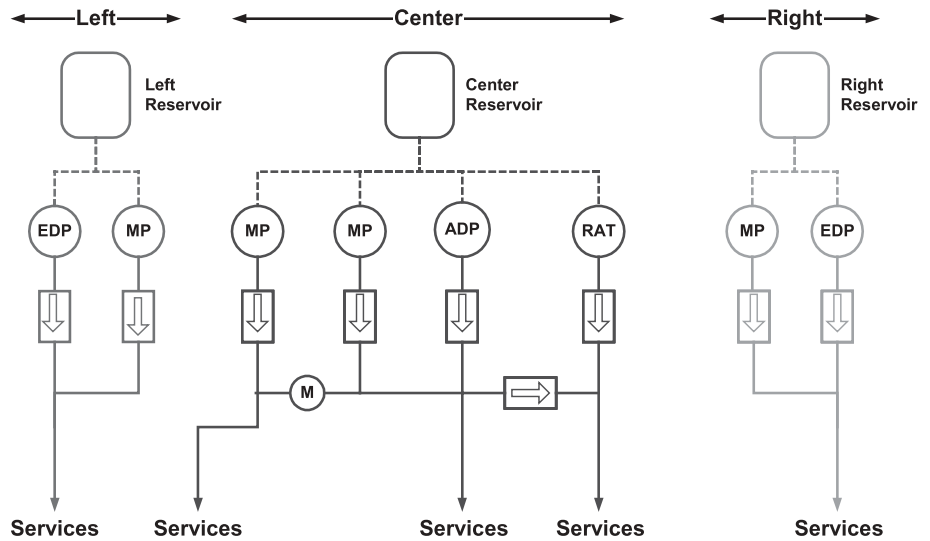 Left
Center
Right
Left
Reservoir
Center
Reservoir
Right
Reservoir
EDP
MP
MP
MP
ADP
RAT
MP
EDP
M
Services
Services
Services
Services
Services